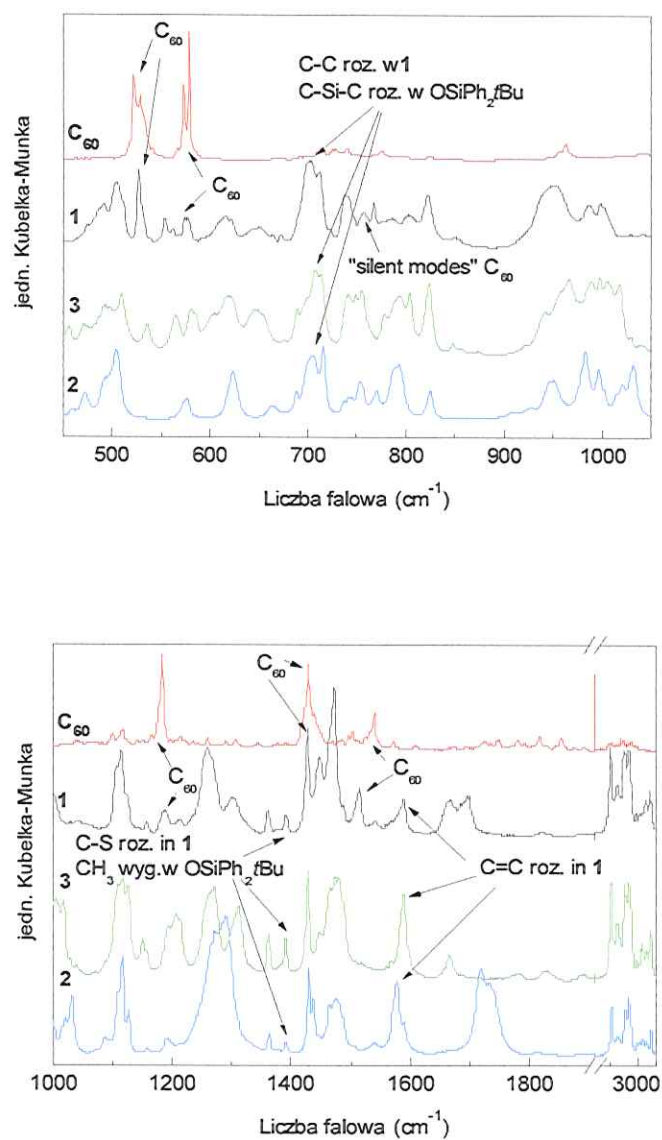 C60
C-C roz. w1
C-Si-C roz. w OSiPh2tBu
C60
C60
1
"silent modes" C60
3
2
jedn. Kubelka-Munka
500 600 700 800 900 1000
Liczba falowa (cm-1)
C60
C60
C60
1
C60
C-S roz. in 1
CH3 wyg.w OSiPh2tBu
C=C roz. in 1
3
2
jedn. Kubelka-Munka
1000 1200 1400 1600 1800 3000
Liczba falowa (cm-1)